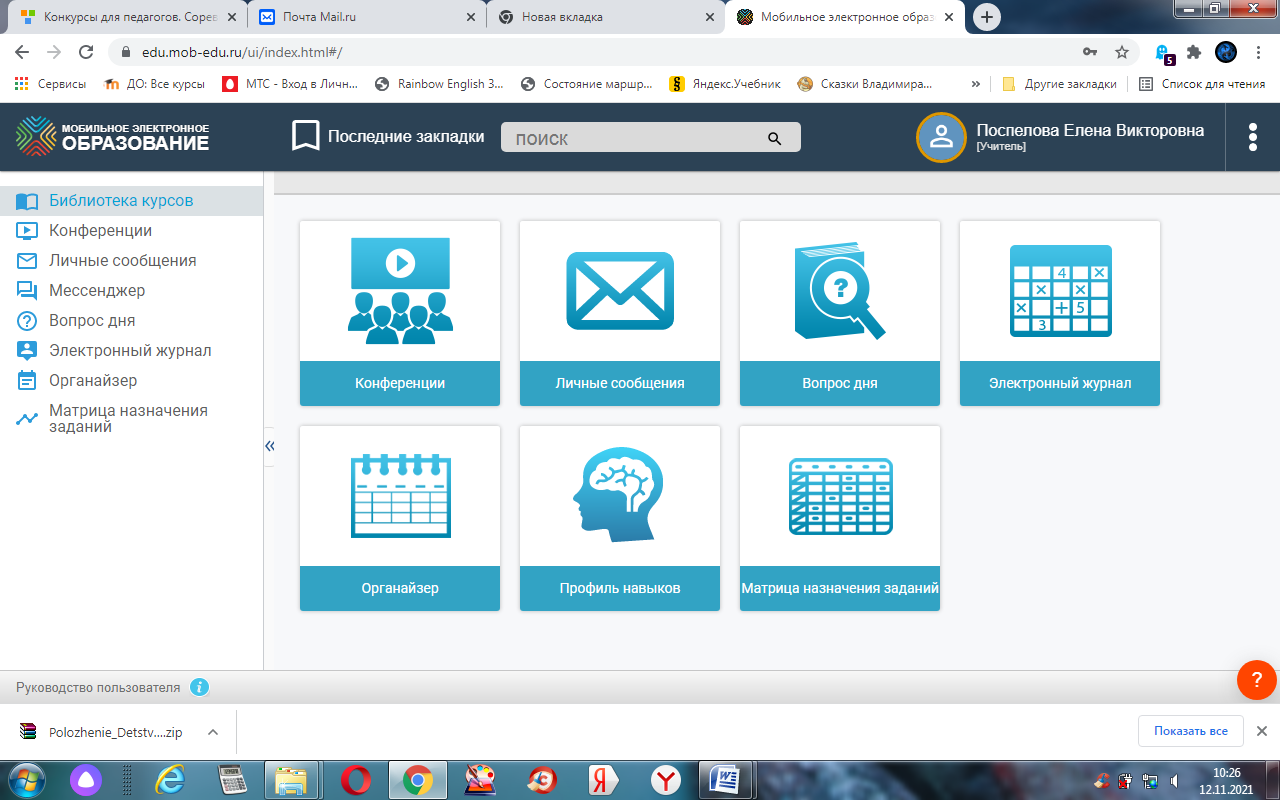 Конкурсы для педагогов. Сорев
Почта Mail.ru
Новая вкладка
Мобильное электронное образ
edu.mob-edu.ru/ui/index.html#/
5
Сервисы
ДО: Все курсы
МТС - Вход в Личн...
Rainbow English 3...
Состояние маршр...
Яндекс.Учебник
Сказки Владимира...
»
Другие закладки
Список для чтения
МОБИЛЬНОЕ ЭЛЕКТРОННОЕ
ОБРАЗОВАНИЕ
Последние закладки
поиск
Поспелова Елена Викторовна
[Учитель]
Библиотека курсов
Конференции
Личные сообщения
Мессенджер
Вопрос дня
Электронный журнал
Органайзер
Матрица назначения
заданий
«
Конференции
Личные сообщения
?
Вопрос дня
4 ×
× ×
× + 5
3
Электронный журнал
Органайзер
Профиль навыков
Матрица назначения заданий
Руководство пользователя
i
?
Polozhenie_Detstv....zip
Показать все
10:26
12.11.2021